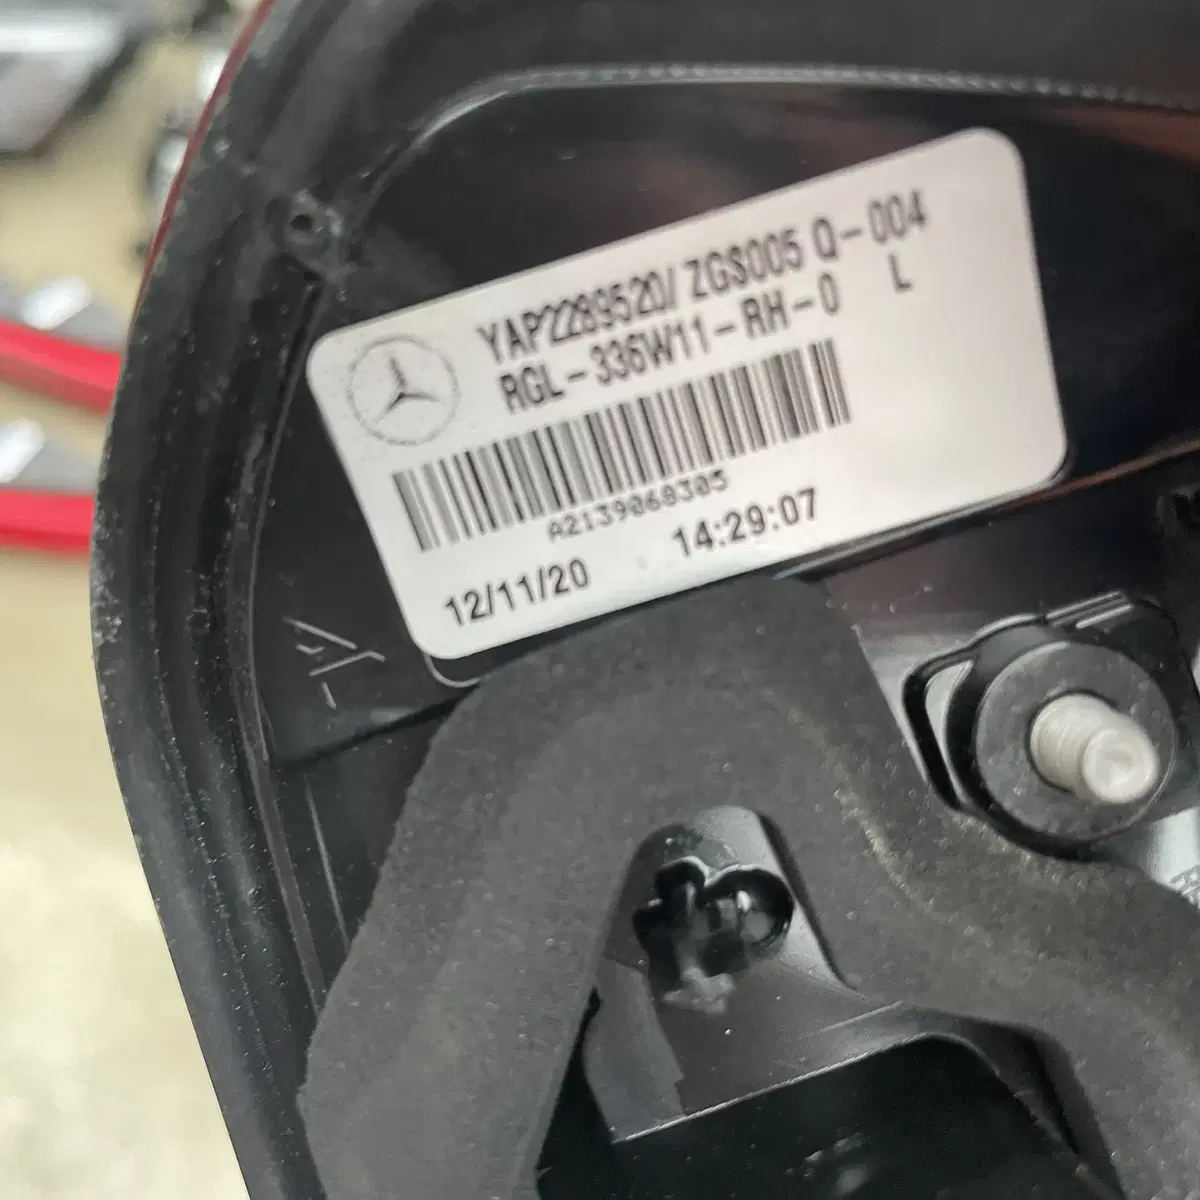 YAP2289520/ ZGS005 Q-004
RGL-336W11-RH-0 L
A2139068305
12/11/20 14:29:07